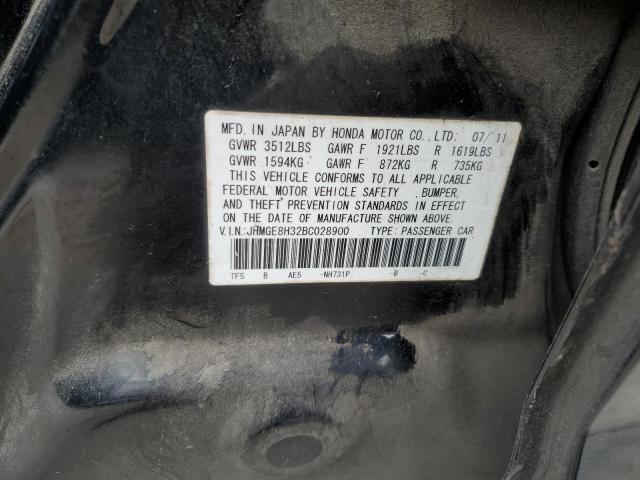 MFD. IN JAPAN BY HONDA MOTOR CO., LTD. 07/11
GVWR 3512LBS GAWR F 1921LBS R 1619LBS
GVWR 1594KG GAWR F 872KG R 735KG
THIS VEHICLE CONFORMS TO ALL APPLICABLE
FEDERAL MOTOR VEHICLE SAFETY , BUMPER,
AND THEFT PREVENTION STANDARDS IN EFFECT
ON THE DATE OF MANUFACTURE SHOWN ABOVE.
V.I.N.:JHMGE8H32BC028900 TYPE: PASSENGER CAR
TF5 B AE5 -NH731P -B -C